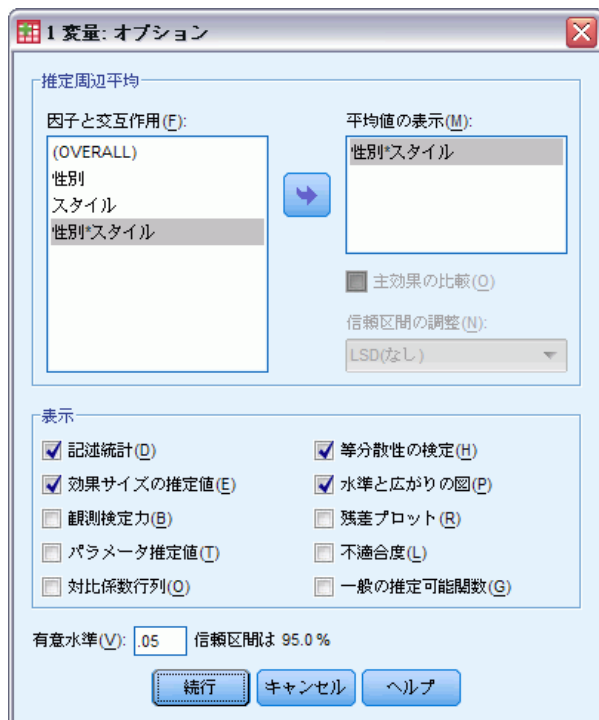 1 変量: オプション
推定周辺平均
因子と交互作用(F):
(OVERALL)
性別
スタイル
性別*スタイル
平均値の表示(M):
性別*スタイル
主効果の比較(O)
信頼区間の調整(N):
LSD(なし)
表示
記述統計(D)
等分散性の検定(H)
効果サイズの推定値(E)
水準と広がりの図(P)
観測検定力(B)
残差プロット(R)
パラメータ推定値(T)
不適合度(L)
対比係数行列(O)
一般の推定可能関数(G)
有意水準(V): .05 信頼区間は 95.0 %
続行 キャンセル ヘルプ